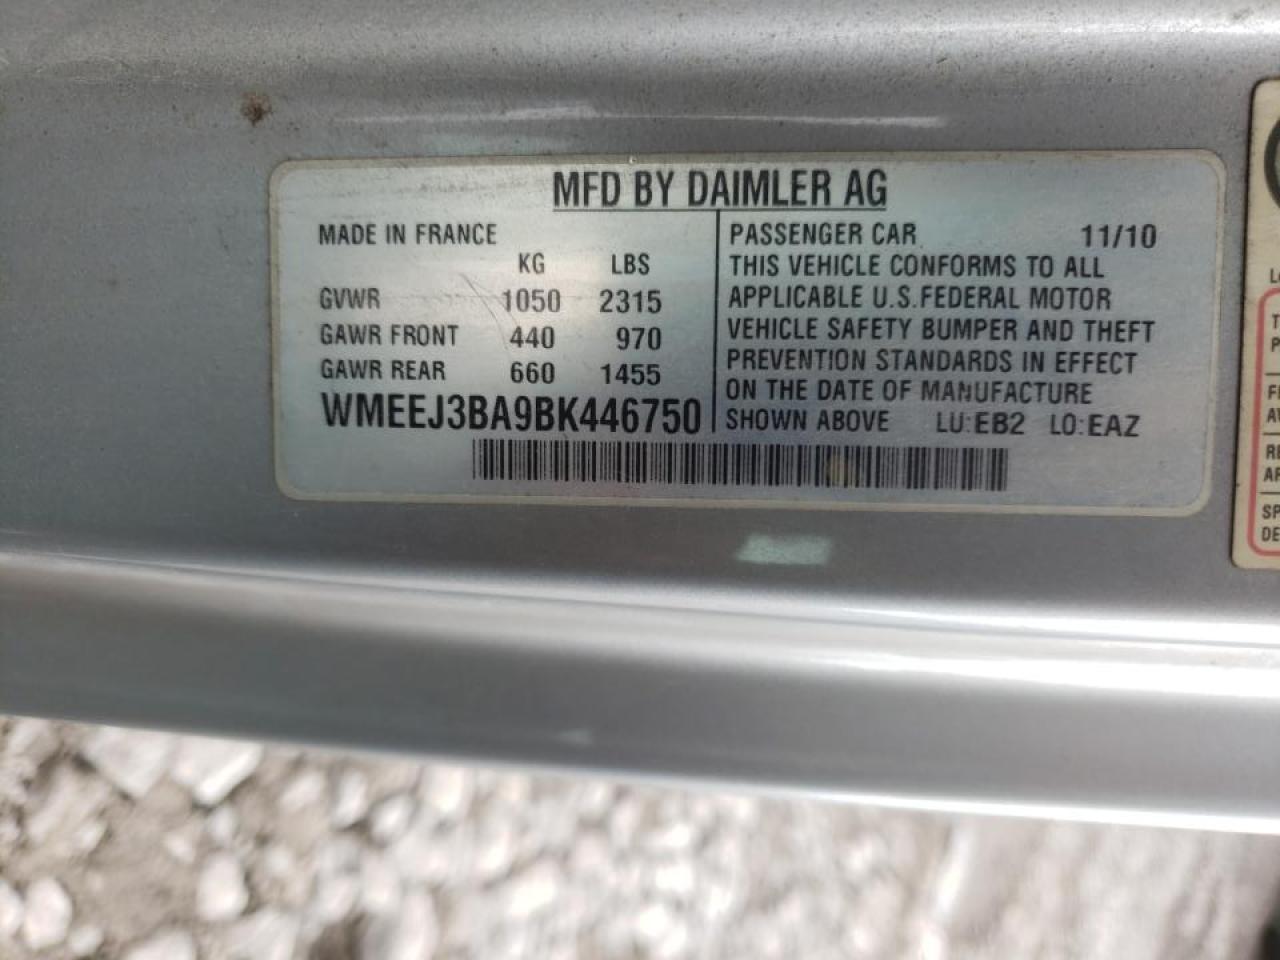 MFD BY DAIMLER AG
MADE IN FRANCE
KG LBS
GVWR 1050 2315
GAWR FRONT 440 970
GAWR REAR 660 1455
WMEEJ3BA9BK446750
PASSENGER CAR 11/10
THIS VEHICLE CONFORMS TO ALL
APPLICABLE U.S.FEDERAL MOTOR
VEHICLE SAFETY BUMPER AND THEFT
PREVENTION STANDARDS IN EFFECT
ON THE DATE OF MANUFACTURE
SHOWN ABOVE LU:EB2 LO:EAZ